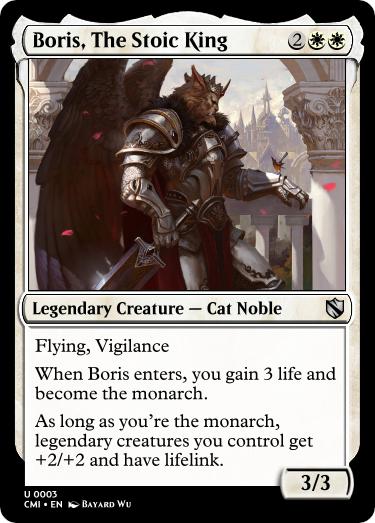 Boris, The Stoic King 2
Legendary Creature — Cat Noble
Flying, Vigilance
When Boris enters, you gain 3 life and
become the monarch.
As long as you're the monarch,
legendary creatures you control get
+2/+2 and have lifelink.
3/3
U 0003
CMI • EN Bayard Wu